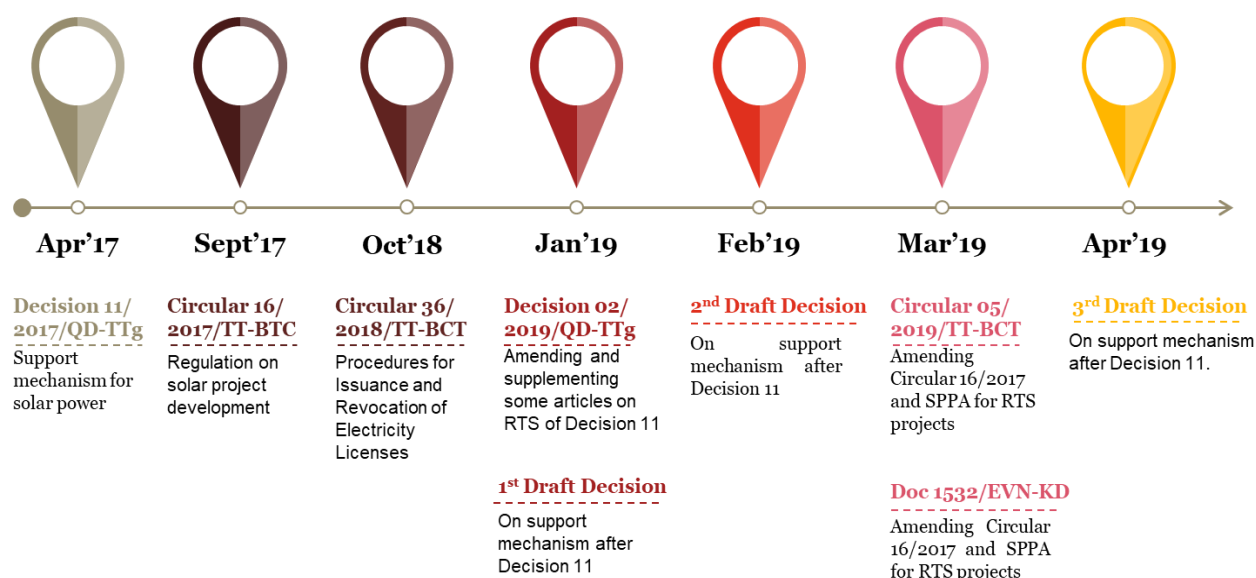 Apr’17
Sept’17
Oct’18
Jan’19
Feb’19
Mar’19
Apr’19
Decision 11/
2017/QD-TTg
Support
mechanism for
solar power
Circular 16/
2017/TT-BTC
Regulation on
solar project
development
Circular 36/
2018/TT-BCT
Procedures for
Issuance and
Revocation of
Electricity
Licenses
Decision 02/
2019/QD-TTg
Amending and
supplementing
some articles on
RTS of Decision 11
1st Draft Decision
On support
mechanism after
Decision 11
2nd Draft Decision
On support
mechanism after
Decision 11
Circular 05/
2019/TT-BCT
Amending
Circular 16/2017
and SPPA for RTS
projects
Doc 1532/EVN-KD
Amending Circular
16/2017 and SPPA
for RTS projects
3rd Draft Decision
On support mechanism
after Decision 11.